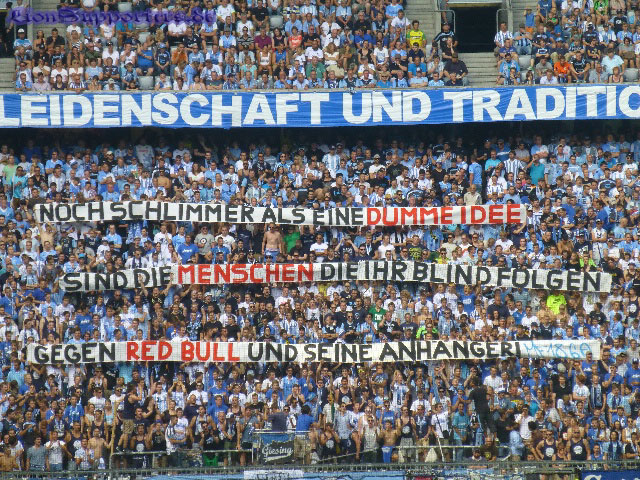 LionSupporters.de
LEIDENSCHAFT UND TRADITIO
NOCH SCHLIMMER ALS EINE DUMME IDEE
SIND DIE MENSCHEN DIE IHR BLIND FOLGEN
GEGEN RED BULL UND SEINE ANHÄNGER!
Giesing